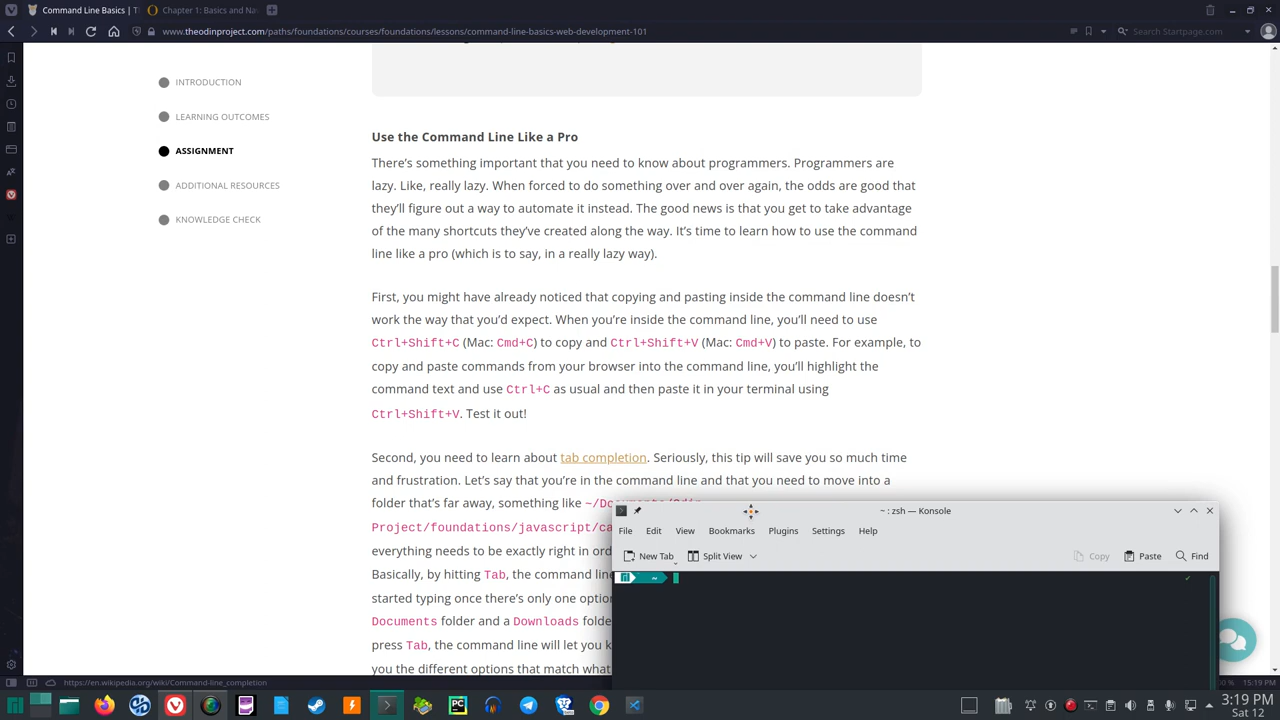 Command Line Basics | T
Chapter 1: Basics and Na
www.theodinproject.com/paths/foundations/courses/foundations/lessons/command-line-basics-web-development-101
Search Startpage.com
INTRODUCTION
LEARNING OUTCOMES
ASSIGNMENT
ADDITIONAL RESOURCES
KNOWLEDGE CHECK
Use the Command Line Like a Pro
There’s something important that you need to know about programmers. Programmers are
lazy. Like, really lazy. When forced to do something over and over again, the odds are good that
they’ll figure out a way to automate it instead. The good news is that you get to take advantage
of the many shortcuts they’ve created along the way. It’s time to learn how to use the command
line like a pro (which is to say, in a really lazy way).
First, you might have already noticed that copying and pasting inside the command line doesn’t
work the way that you’d expect. When you’re inside the command line, you’ll need to use
Ctrl+Shift+C (Mac: Cmd+C) to copy and Ctrl+Shift+V (Mac: Cmd+V) to paste. For example, to
copy and paste commands from your browser into the command line, you’ll highlight the
command text and use Ctrl+C as usual and then paste it in your terminal using
Ctrl+Shift+V. Test it out!
Second, you need to learn about tab completion. Seriously, this tip will save you so much time
and frustration. Let’s say that you’re in the command line and that you need to move into a
folder that’s far away, something like ~/Documents/Odin
Project/foundations/javascript/ca
everything needs to be exactly right in ord
Basically, by hitting Tab, the command line
started typing once there’s only one optio
Documents folder and a Downloads folde
press Tab, the command line will let you k
you the different options that match what
~ : zsh — Konsole
File Edit View Bookmarks Plugins Settings Help
New Tab Split View Copy Paste Find
~
https://en.wikipedia.org/wiki/Command-line_completion
15:19 PM
3:19 PM
Sat 12